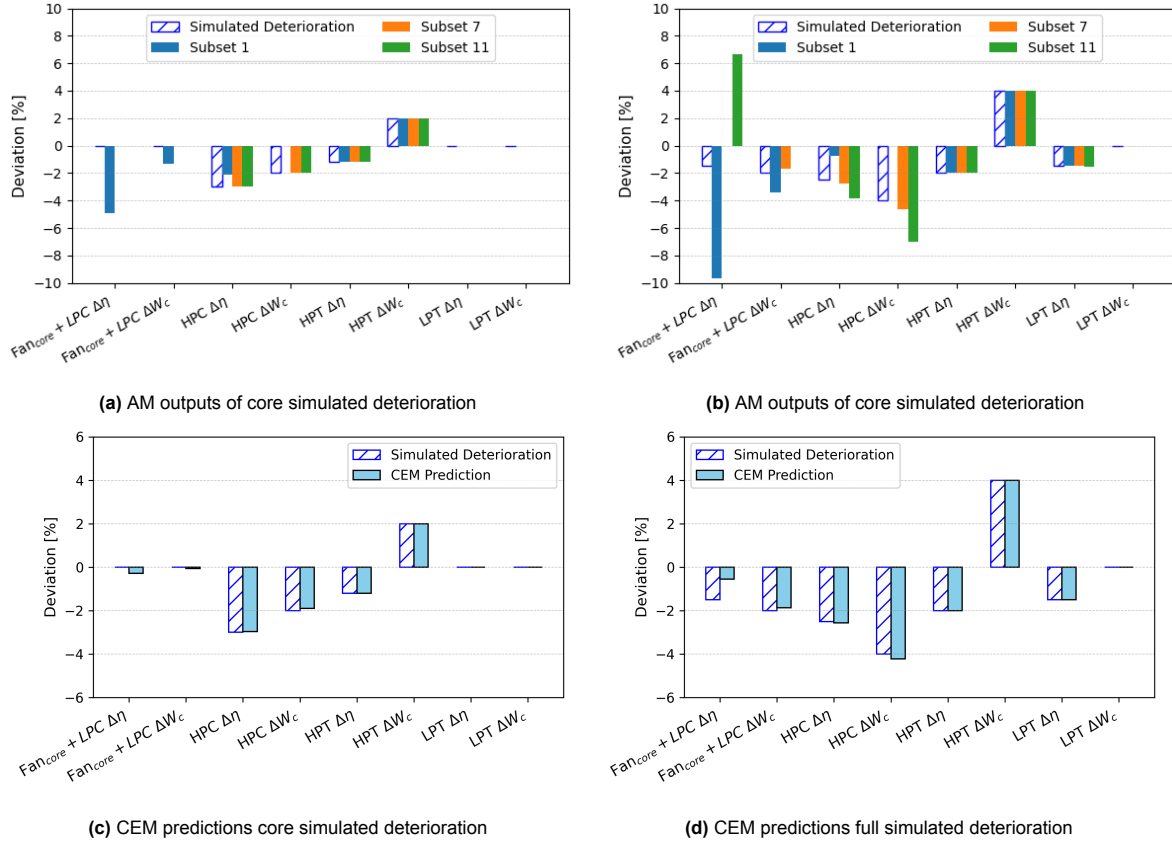 10
8
6
4
2
0
−2
−4
−6
−8
−10
Deviation [%]
Simulated Deterioration
Subset 1
Subset 7
Subset 11
Fan_core + LPC Δη
Fan_core + LPC ΔW_c
HPC Δη
HPC ΔW_c
HPT Δη
HPT ΔW_c
LPT Δη
LPT ΔW_c
(a) AM outputs of core simulated deterioration
10
8
6
4
2
0
−2
−4
−6
−8
−10
Deviation [%]
Simulated Deterioration
Subset 1
Subset 7
Subset 11
Fan_core + LPC Δη
Fan_core + LPC ΔW_c
HPC Δη
HPC ΔW_c
HPT Δη
HPT ΔW_c
LPT Δη
LPT ΔW_c
(b) AM outputs of core simulated deterioration
6
4
2
0
−2
−4
−6
Deviation [%]
Simulated Deterioration
CEM Prediction
Fan_core + LPC Δη
Fan_core + LPC ΔW_c
HPC Δη
HPC ΔW_c
HPT Δη
HPT ΔW_c
LPT Δη
LPT ΔW_c
(c) CEM predictions core simulated deterioration
6
4
2
0
−2
−4
−6
Deviation [%]
Simulated Deterioration
CEM Prediction
Fan_core + LPC Δη
Fan_core + LPC ΔW_c
HPC Δη
HPC ΔW_c
HPT Δη
HPT ΔW_c
LPT Δη
LPT ΔW_c
(d) CEM predictions full simulated deterioration